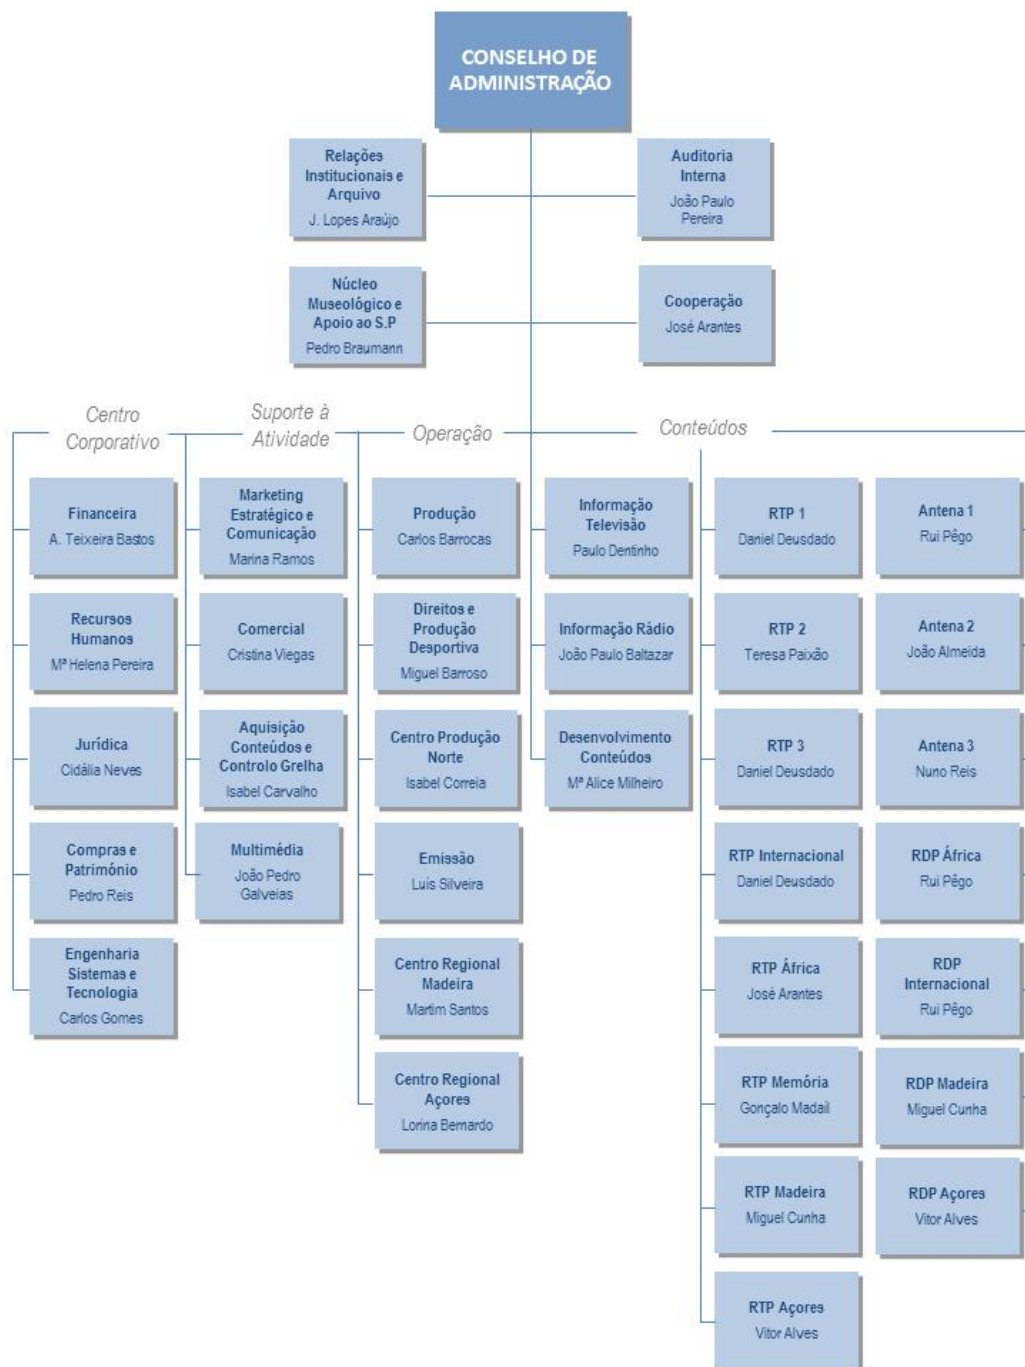 CONSELHO DE
ADMINISTRAÇÃO
Relações
Institucionais e
Arquivo
J. Lopes Araújo
Auditoria
Interna
João Paulo
Pereira
Núcleo
Museológico e
Apoio ao S.P
Pedro Braumann
Cooperação
José Arantes
Centro
Corporativo
Suporte à
Atividade
Operação
Conteúdos
Financeira
A. Teixeira Bastos
Marketing
Estratégico e
Comunicação
Marina Ramos
Produção
Carlos Barrocas
Informação
Televisão
Paulo Dentinho
RTP 1
Daniel Deusdado
Antena 1
Rui Pêgo
Recursos
Humanos
Mª Helena Pereira
Comercial
Cristina Viegas
Direitos e
Produção
Desportiva
Miguel Barroso
Informação Rádio
João Paulo Baltazar
RTP 2
Teresa Paixão
Antena 2
João Almeida
Jurídica
Cidália Neves
Aquisição
Conteúdos e
Controlo Grelha
Isabel Carvalho
Centro Produção
Norte
Isabel Correia
Desenvolvimento
Conteúdos
Mª Alice Milheiro
RTP 3
Daniel Deusdado
Antena 3
Nuno Reis
Compras e
Património
Pedro Reis
Multimédia
João Pedro
Galveias
Emissão
Luís Silveira
RTP Internacional
Daniel Deusdado
RDP África
Rui Pêgo
Engenharia
Sistemas e
Tecnologia
Carlos Gomes
Centro Regional
Madeira
Martim Santos
RTP África
José Arantes
RDP
Internacional
Rui Pêgo
Centro Regional
Açores
Lorina Bernardo
RTP Memória
Gonçalo Madaíl
RDP Madeira
Miguel Cunha
RTP Madeira
Miguel Cunha
RDP Açores
Vitor Alves
RTP Açores
Vitor Alves